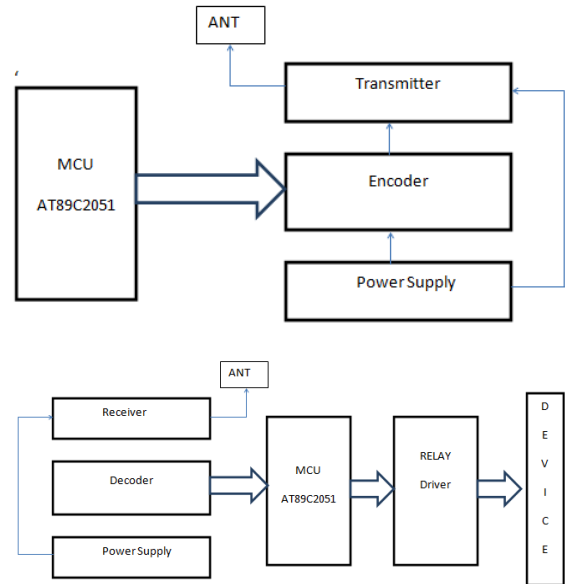 ANT
‘
Transmitter
MCU
AT89C2051
Encoder
Power Supply
ANT
Receiver
Decoder
Power Supply
MCU
AT89C2051
RELAY
Driver
D
E
V
I
C
E